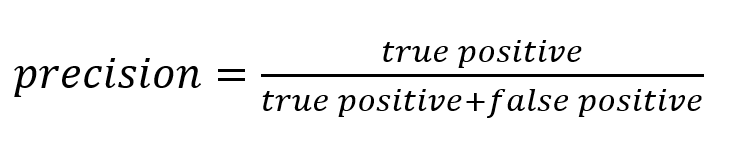 precision = true positive / true positive+false positive